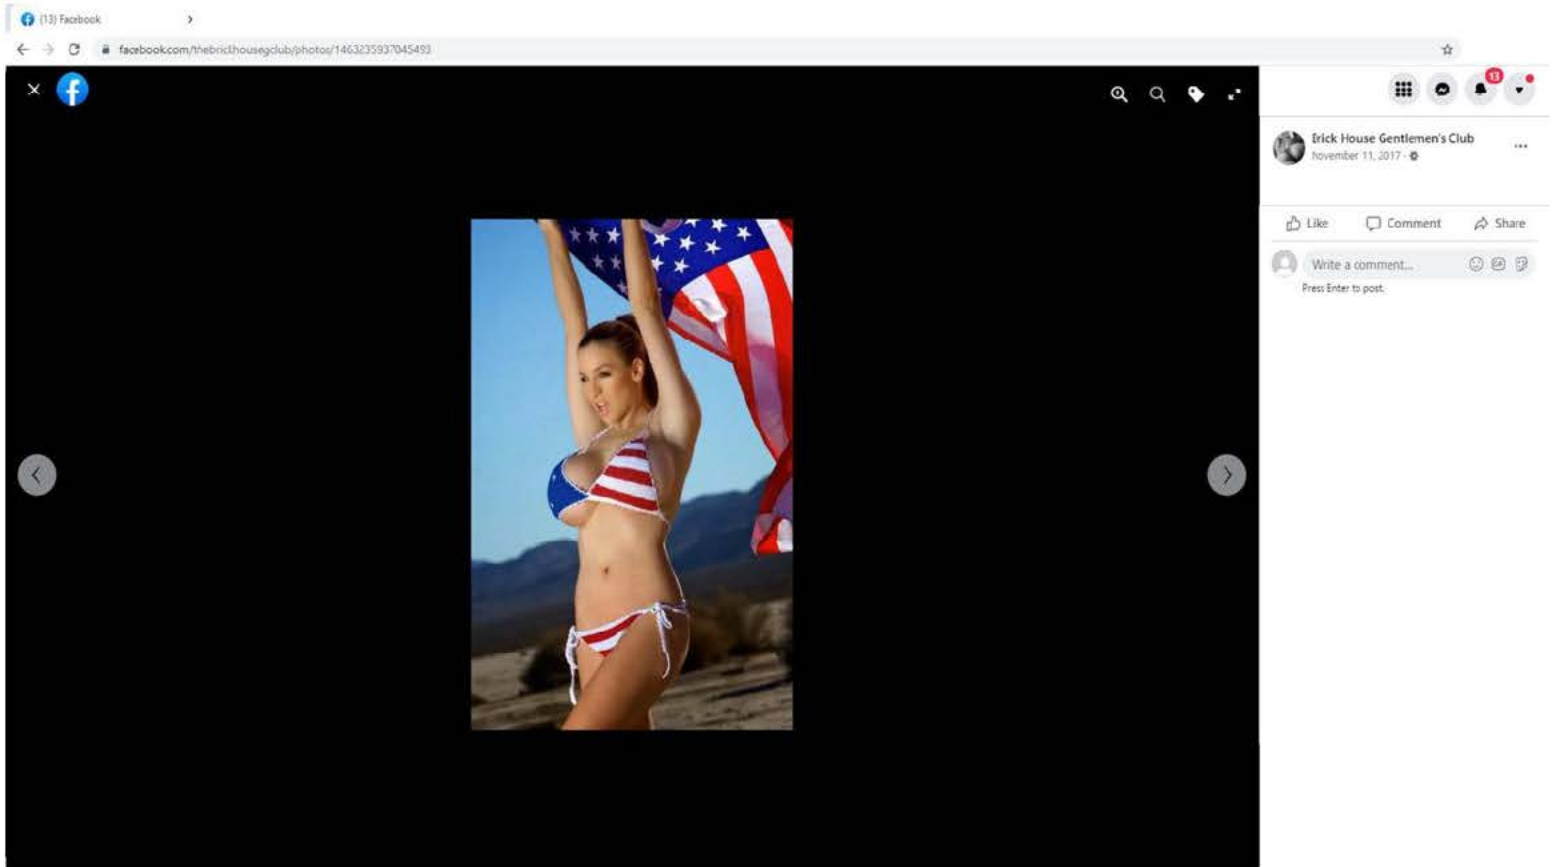 (13) Facebook
facebook.com/thebrickhousegclub/photos/1463235937045493
13
Brick House Gentlemen's Club
November 11, 2017
Like Comment Share
Write a comment...
Press Enter to post.